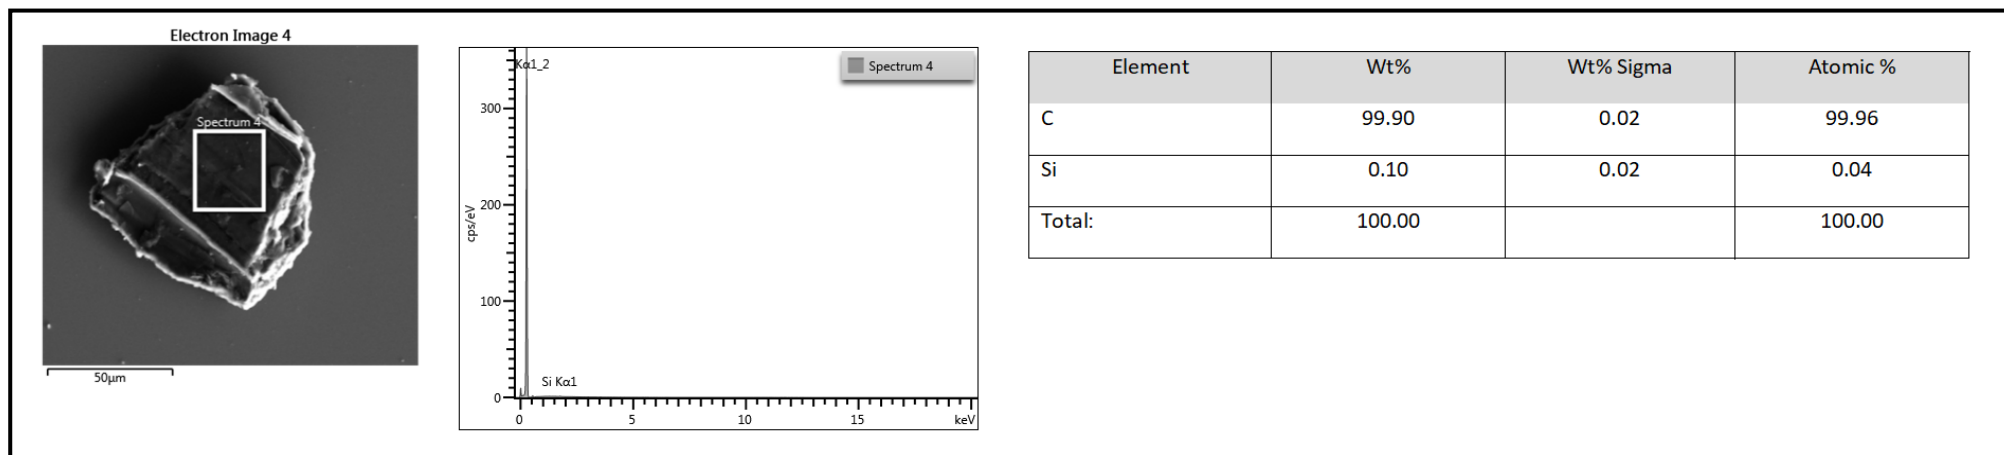 Electron Image 4
Spectrum 4
50μm
Kα1_2
Spectrum 4
300
200
100
0
cps/eV
Si Kα1
0 5 10 15 keV
Element Wt% Wt% Sigma Atomic %
C 99.90 0.02 99.96
Si 0.10 0.02 0.04
Total: 100.00 100.00